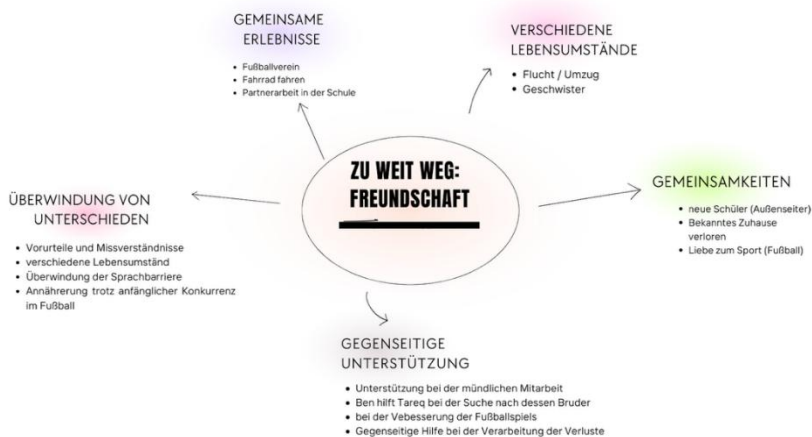 GEMEINSAME
ERLEBNISSE
• Fußballverein
• Fahrrad fahren
• Partnerarbeit in der Schule
VERSCHIEDENE
LEBENSUMSTÄNDE
• Flucht / Umzug
• Geschwister
ZU WEIT WEG:
FREUNDSCHAFT
GEMEINSAMKEITEN
• neue Schüler (Außenseiter)
• Bekanntes Zuhause
verloren
• Liebe zum Sport (Fußball)
ÜBERWINDUNG VON
UNTERSCHIEDEN
• Vorurteile und Missverständnisse
• verschiedene Lebensumständ
• Überwindung der Sprachbarriere
• Annährerung trotz anfänglicher Konkurrenz
im Fußball
GEGENSEITIGE
UNTERSTÜTZUNG
• Unterstützung bei der mündlichen Mitarbeit
• Ben hilft Tareq bei der Suche nach dessen Bruder
• bei der Vebesserung der Fußballspiels
• Gegenseitige Hilfe bei der Verarbeitung der Verluste